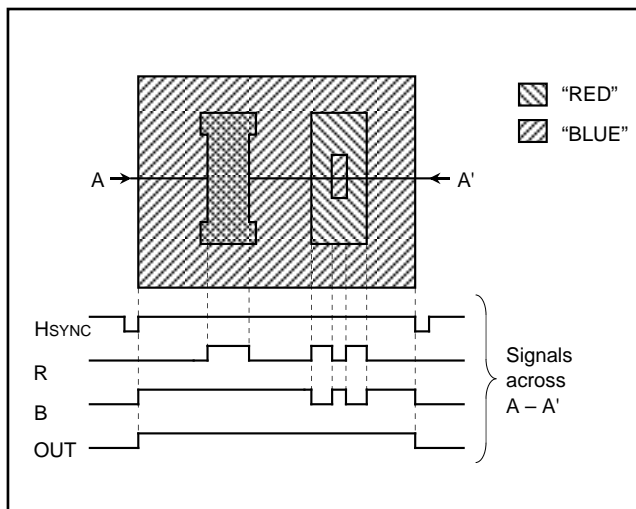 “RED”
“BLUE”
A
A'
HSYNC
R
B
OUT
Signals
across
A – A'